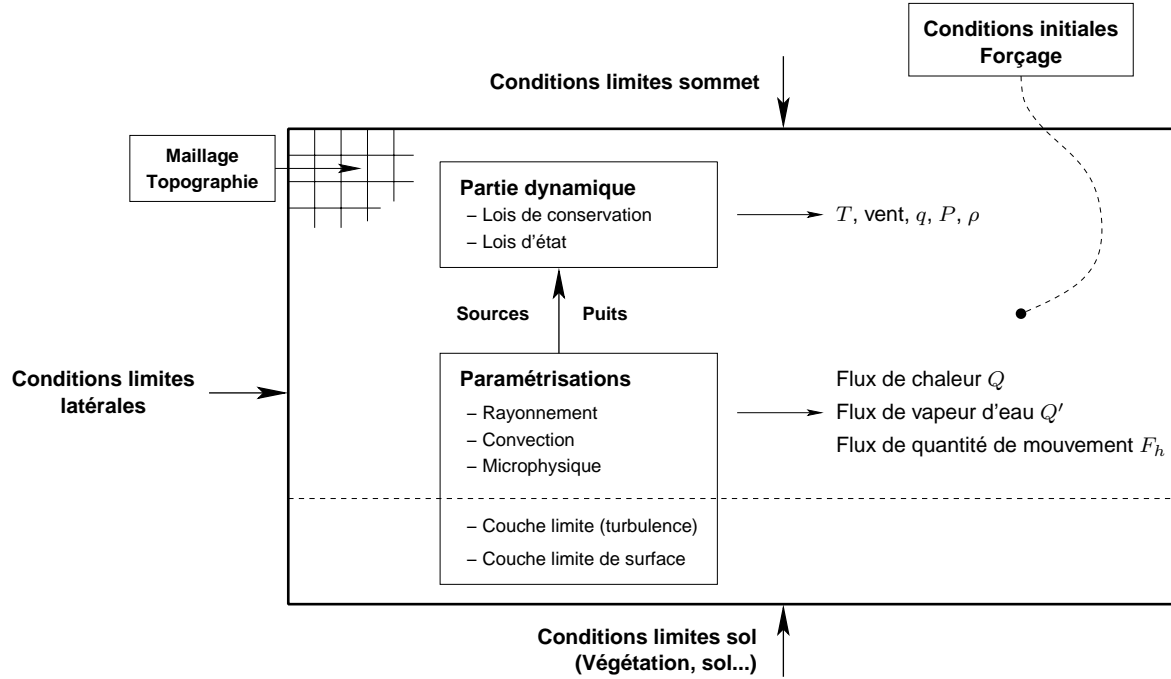 Conditions initiales
Forçage
Conditions limites sommet
Maillage
Topographie
Partie dynamique
– Lois de conservation
– Lois d'état
T, vent, q, P, ρ
Sources Puits
Conditions limites
latérales
Paramétrisations
– Rayonnement
– Convection
– Microphysique
Flux de chaleur Q
Flux de vapeur d'eau Q′
Flux de quantité de mouvement F_h
– Couche limite (turbulence)
– Couche limite de surface
Conditions limites sol
(Végétation, sol...)